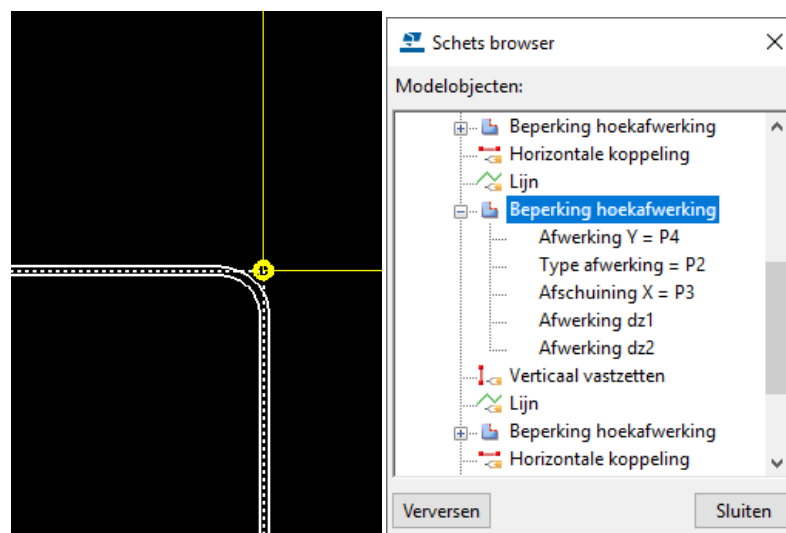 Schets browser
Modelobjecten:
Beperking hoekafwerking
Horizontale koppeling
Lijn
Beperking hoekafwerking
Afwerking Y = P4
Type afwerking = P2
Afschuining X = P3
Afwerking dz1
Afwerking dz2
Verticaal vastzetten
Lijn
Beperking hoekafwerking
Horizontale koppeling
Verversen
Sluiten